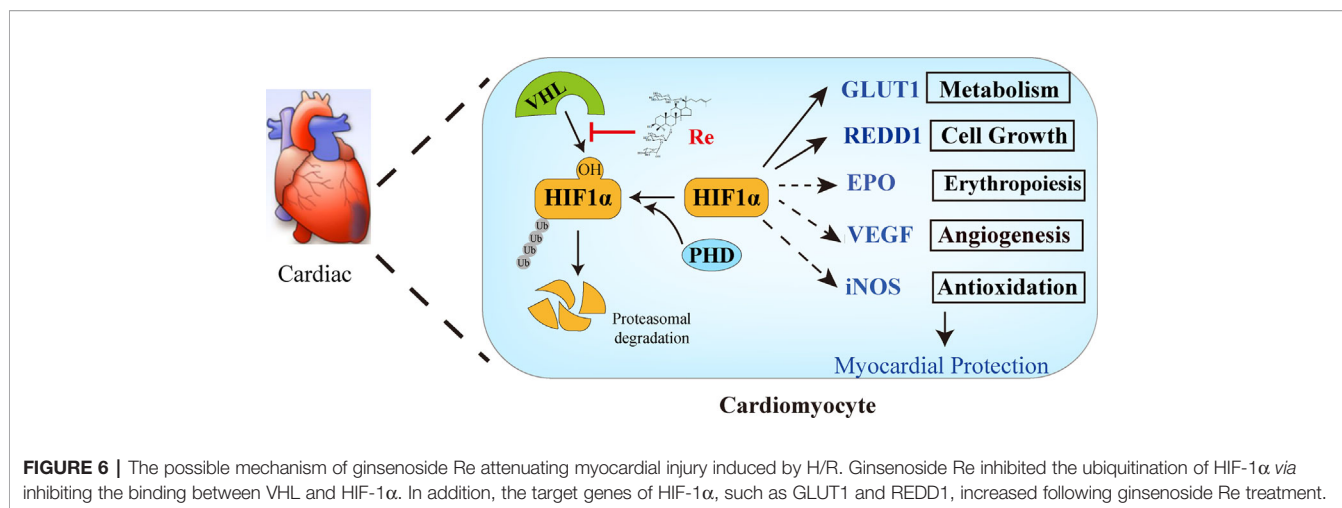 VHL
Re
OH
HIF1α
HIF1α
Ub
Ub
Ub
Ub
PHD
Proteasomal
degradation
GLUT1 Metabolism
REDD1 Cell Growth
EPO Erythropoiesis
VEGF Angiogenesis
iNOS Antioxidation
Myocardial Protection
Cardiac
Cardiomyocyte
FIGURE 6 | The possible mechanism of ginsenoside Re attenuating myocardial injury induced by H/R. Ginsenoside Re inhibited the ubiquitination of HIF-1α via
inhibiting the binding between VHL and HIF-1α. In addition, the target genes of HIF-1α, such as GLUT1 and REDD1, increased following ginsenoside Re treatment.